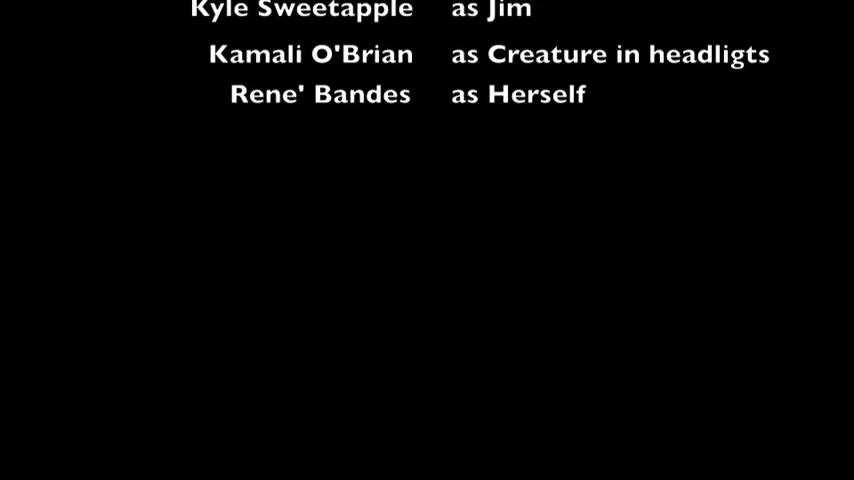 Kyle Sweetapple as Jim
Kamali O'Brian as Creature in headligts
Rene' Bandes as Herself